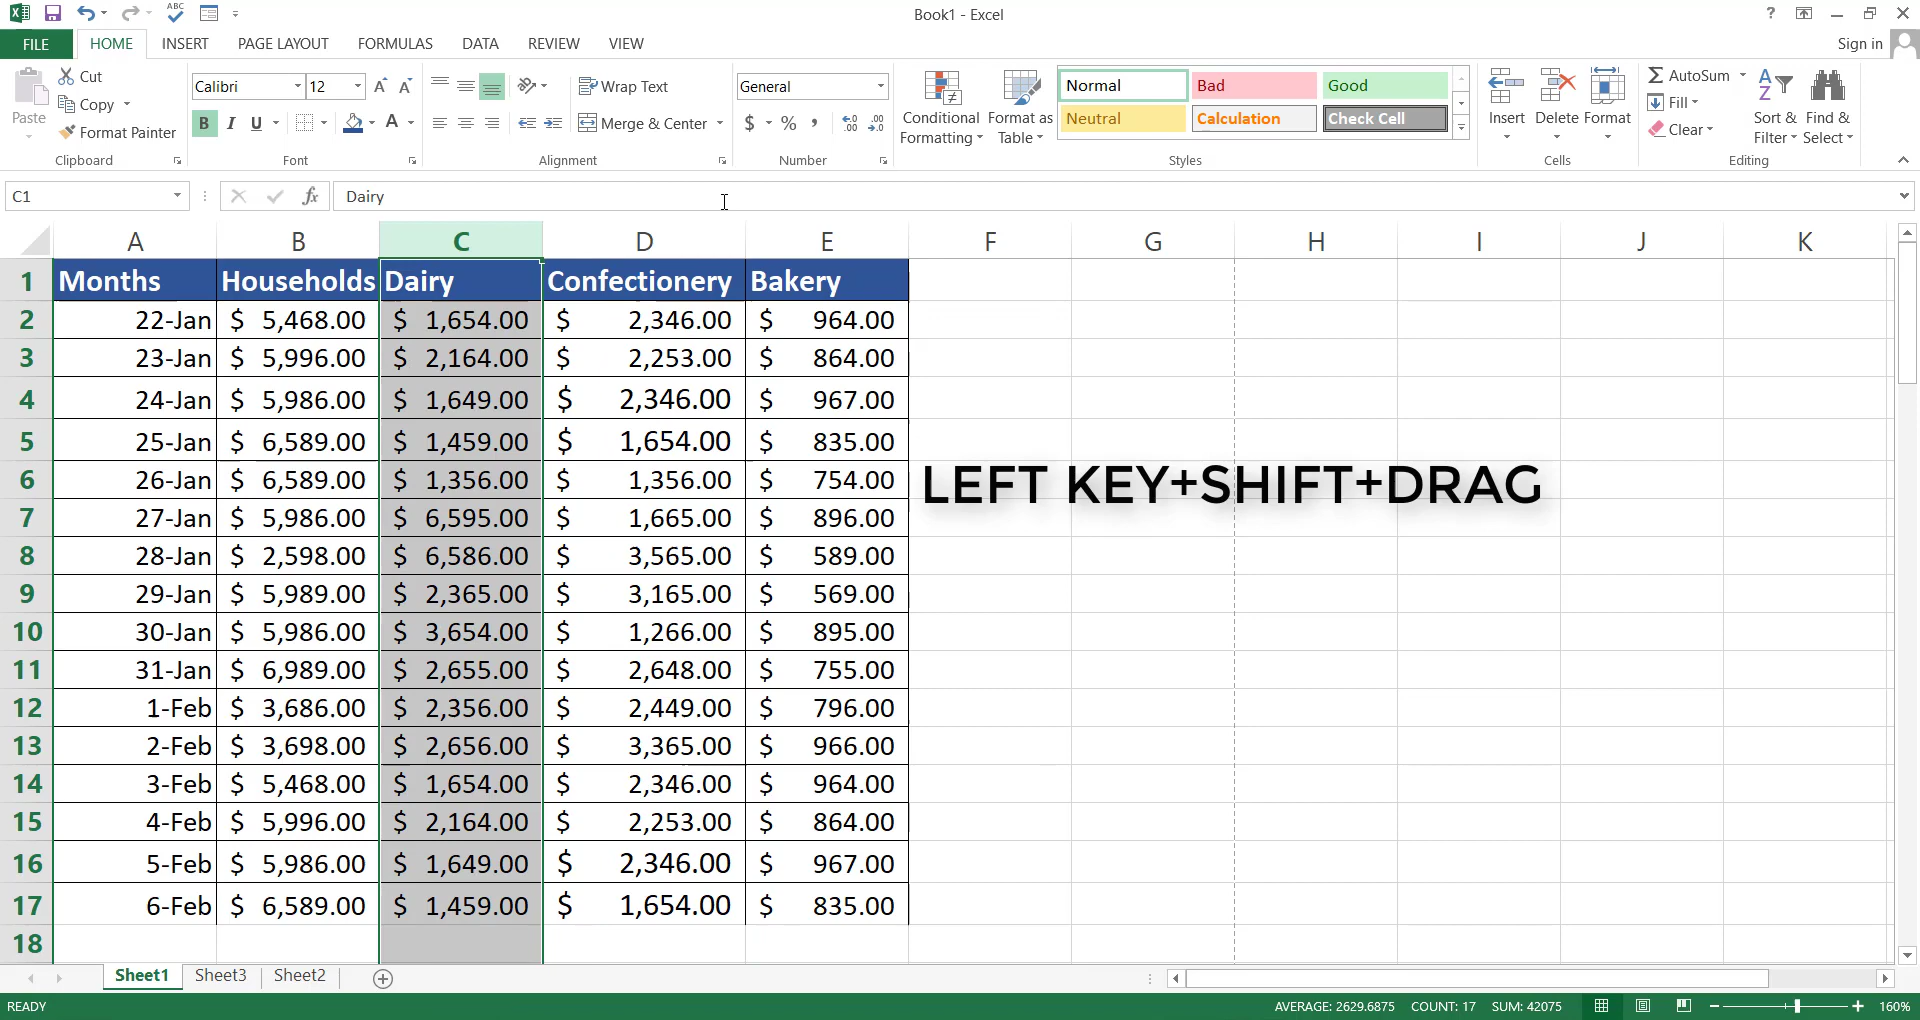 Book1 - Excel
?
FILE HOME INSERT PAGE LAYOUT FORMULAS DATA REVIEW VIEW Sign in
Paste
Cut
Copy
Format Painter
Clipboard
Calibri 12
B I U
Font
Wrap Text
Merge & Center
Alignment
General
$ % ,
Number
Conditional Formatting
Format as Table
Normal Bad Good
Neutral Calculation Check Cell
Styles
Insert Delete Format
Cells
AutoSum
Fill
Clear
Sort & Filter
Find & Select
Editing
C1 fx Dairy
A B C D E F G H I J K
1 Months Households Dairy Confectionery Bakery
2 22-Jan $ 5,468.00 $ 1,654.00 $ 2,346.00 $ 964.00
3 23-Jan $ 5,996.00 $ 2,164.00 $ 2,253.00 $ 864.00
4 24-Jan $ 5,986.00 $ 1,649.00 $ 2,346.00 $ 967.00
5 25-Jan $ 6,589.00 $ 1,459.00 $ 1,654.00 $ 835.00
6 26-Jan $ 6,589.00 $ 1,356.00 $ 1,356.00 $ 754.00
LEFT KEY+SHIFT+DRAG
7 27-Jan $ 5,986.00 $ 6,595.00 $ 1,665.00 $ 896.00
8 28-Jan $ 2,598.00 $ 6,586.00 $ 3,565.00 $ 589.00
9 29-Jan $ 5,989.00 $ 2,365.00 $ 3,165.00 $ 569.00
10 30-Jan $ 5,986.00 $ 3,654.00 $ 1,266.00 $ 895.00
11 31-Jan $ 6,989.00 $ 2,655.00 $ 2,648.00 $ 755.00
12 1-Feb $ 3,686.00 $ 2,356.00 $ 2,449.00 $ 796.00
13 2-Feb $ 3,698.00 $ 2,656.00 $ 3,365.00 $ 966.00
14 3-Feb $ 5,468.00 $ 1,654.00 $ 2,346.00 $ 964.00
15 4-Feb $ 5,996.00 $ 2,164.00 $ 2,253.00 $ 864.00
16 5-Feb $ 5,986.00 $ 1,649.00 $ 2,346.00 $ 967.00
17 6-Feb $ 6,589.00 $ 1,459.00 $ 1,654.00 $ 835.00
18
Sheet1 Sheet3 Sheet2
READY AVERAGE: 2629.6875 COUNT: 17 SUM: 42075 160%